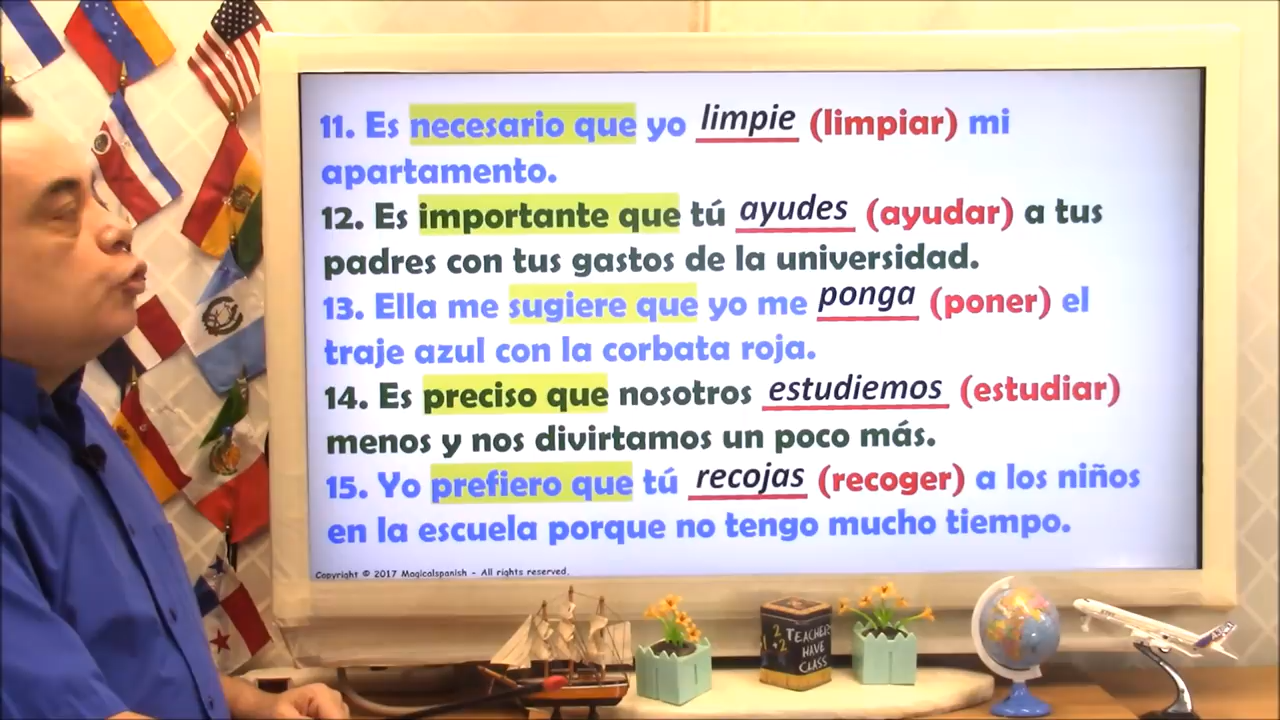 11. Es necesario que yo limpie (limpiar) mi
apartamento.
12. Es importante que tú ayudes (ayudar) a tus
padres con tus gastos de la universidad.
13. Ella me sugiere que yo me ponga (poner) el
traje azul con la corbata roja.
14. Es preciso que nosotros estudiemos (estudiar)
menos y nos divirtamos un poco más.
15. Yo prefiero que tú recojas (recoger) a los niños
en la escuela porque no tengo mucho tiempo.
Copyright © 2017 Magicalspanish - All rights reserved.
2
+2
TEACHERS
HAVE
CLASS